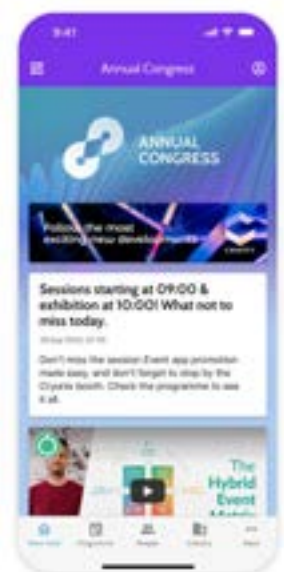 9:41
Annual Congress
ANNUAL
CONGRESS
Follow the most
exciting new developments
Sessions starting at 09:00 &
exhibition at 10:00! What not to
miss today.
Don't miss the session Event app promotion
made easy, and don't forget to stop by the
Crystix booth. Check the programme to see
it all.
The
Hybrid
Event
Programme
People